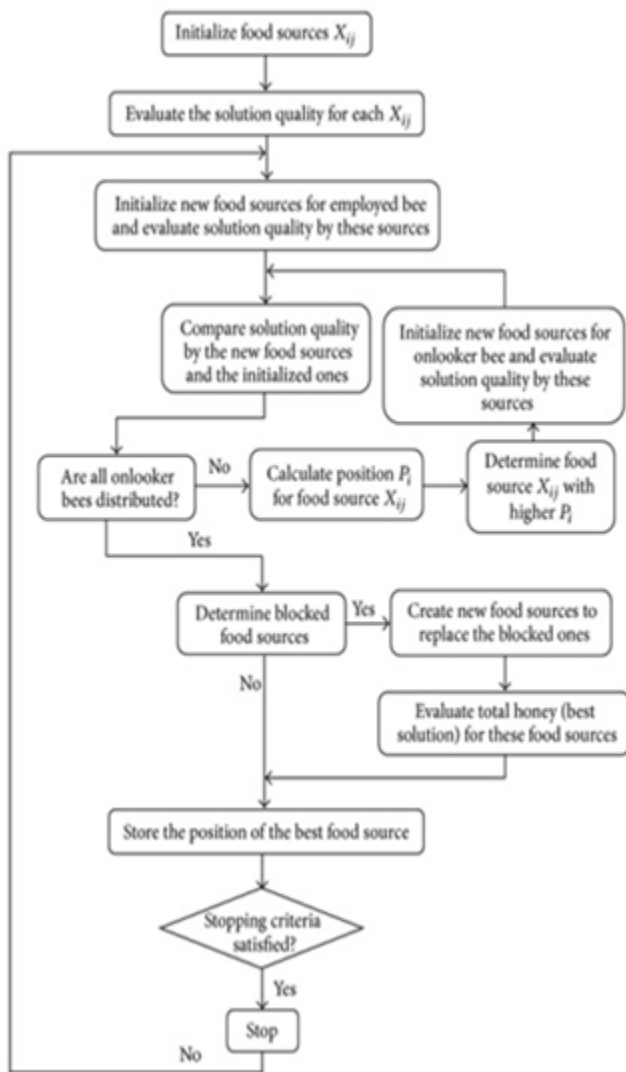 Initialize food sources X_ij
Evaluate the solution quality for each X_ij
Initialize new food sources for employed bee
and evaluate solution quality by these sources
Compare solution quality
by the new food sources
and the initialized ones
Initialize new food sources for
onlooker bee and evaluate
solution quality by these
sources
Are all onlooker
bees distributed?
No
Calculate position P_i
for food source X_ij
Determine food
source X_ij with
higher P_i
Yes
Determine blocked
food sources
Yes
Create new food sources to
replace the blocked ones
No
Evaluate total honey (best
solution) for these food sources
Store the position of the best food source
Stopping criteria
satisfied?
Yes
Stop
No